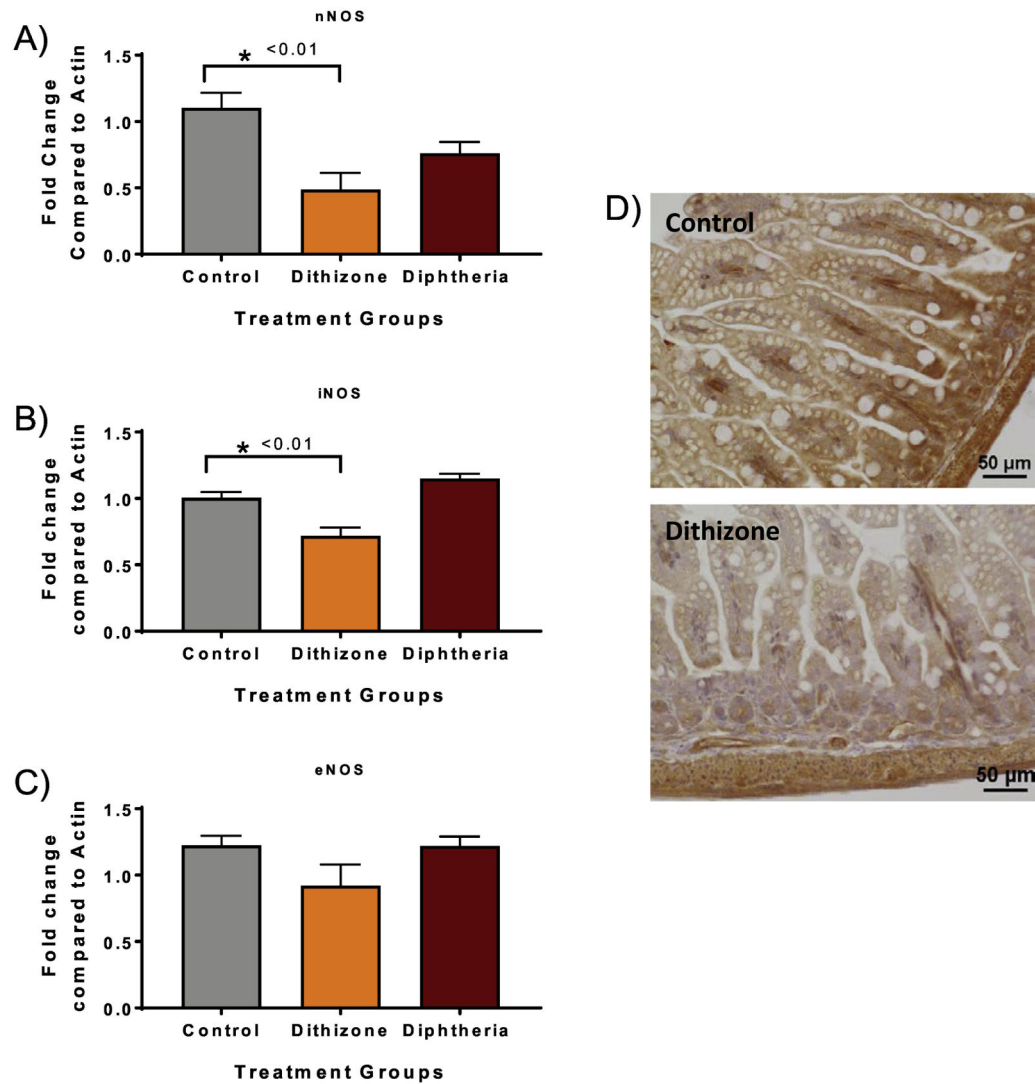 A)
nNOS
Fold Change
Compared to Actin
1.5
1.0
0.5
0.0
* <0.01
Control Dithizone Diphtheria
Treatment Groups
B)
iNOS
Fold change
compared to Actin
1.5
1.0
0.5
0.0
* <0.01
Control Dithizone Diphtheria
Treatment Groups
C)
eNOS
Fold change
compared to Actin
1.5
1.0
0.5
0.0
Control Dithizone Diphtheria
Treatment Groups
D)
Control
50 μm
Dithizone
50 μm